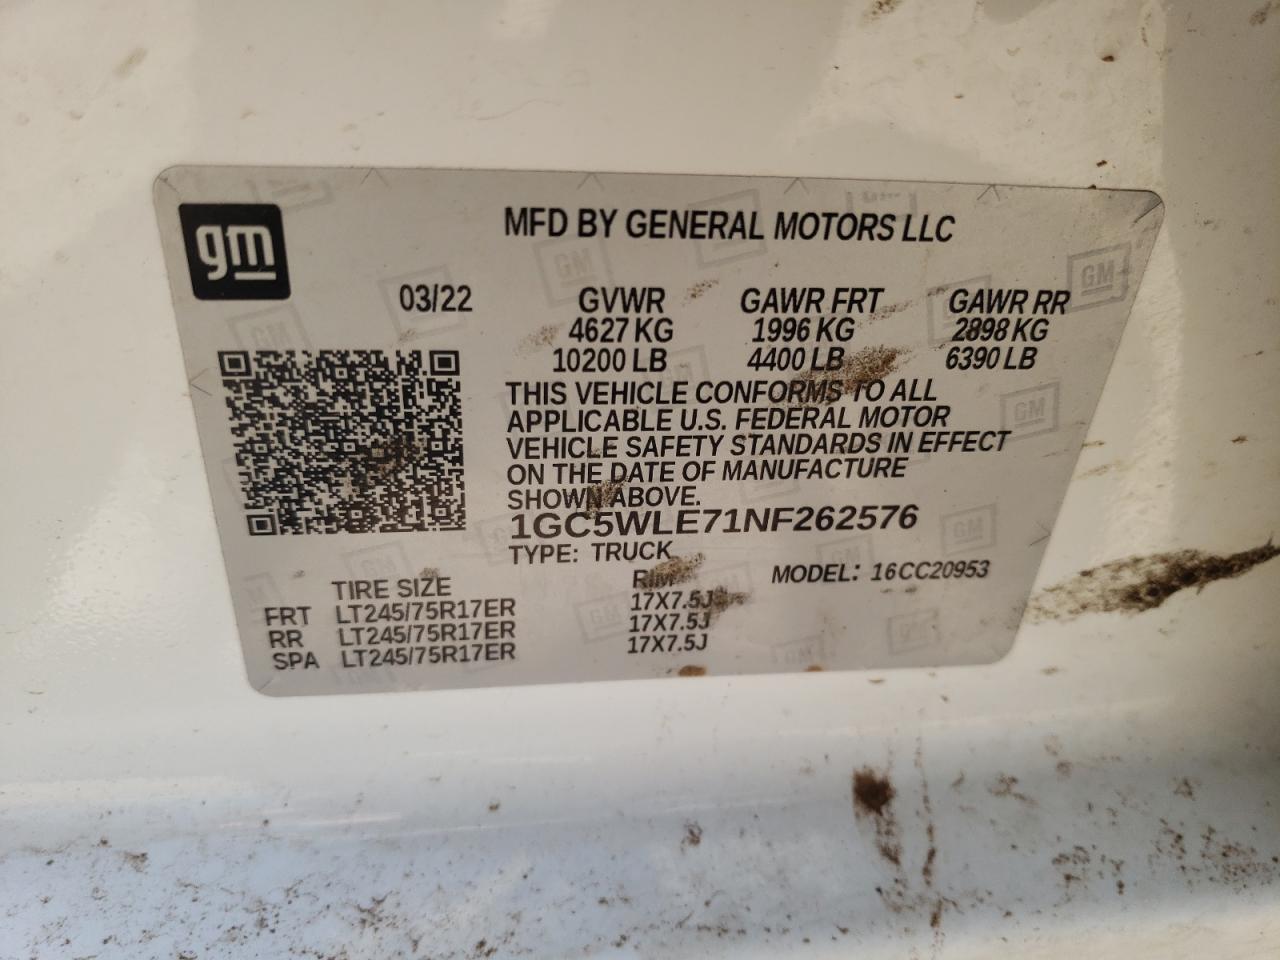 gm
MFD BY GENERAL MOTORS LLC
03/22 GVWR GAWR FRT GAWR RR
4627 KG 1996 KG 2898 KG
10200 LB 4400 LB 6390 LB
THIS VEHICLE CONFORMS TO ALL
APPLICABLE U.S. FEDERAL MOTOR
VEHICLE SAFETY STANDARDS IN EFFECT
ON THE DATE OF MANUFACTURE
SHOWN ABOVE.
1GC5WLE71NF262576
TYPE: TRUCK
MODEL: 16CC20953
TIRE SIZE RIM
FRT LT245/75R17ER 17X7.5J
RR LT245/75R17ER 17X7.5J
SPA LT245/75R17ER 17X7.5J